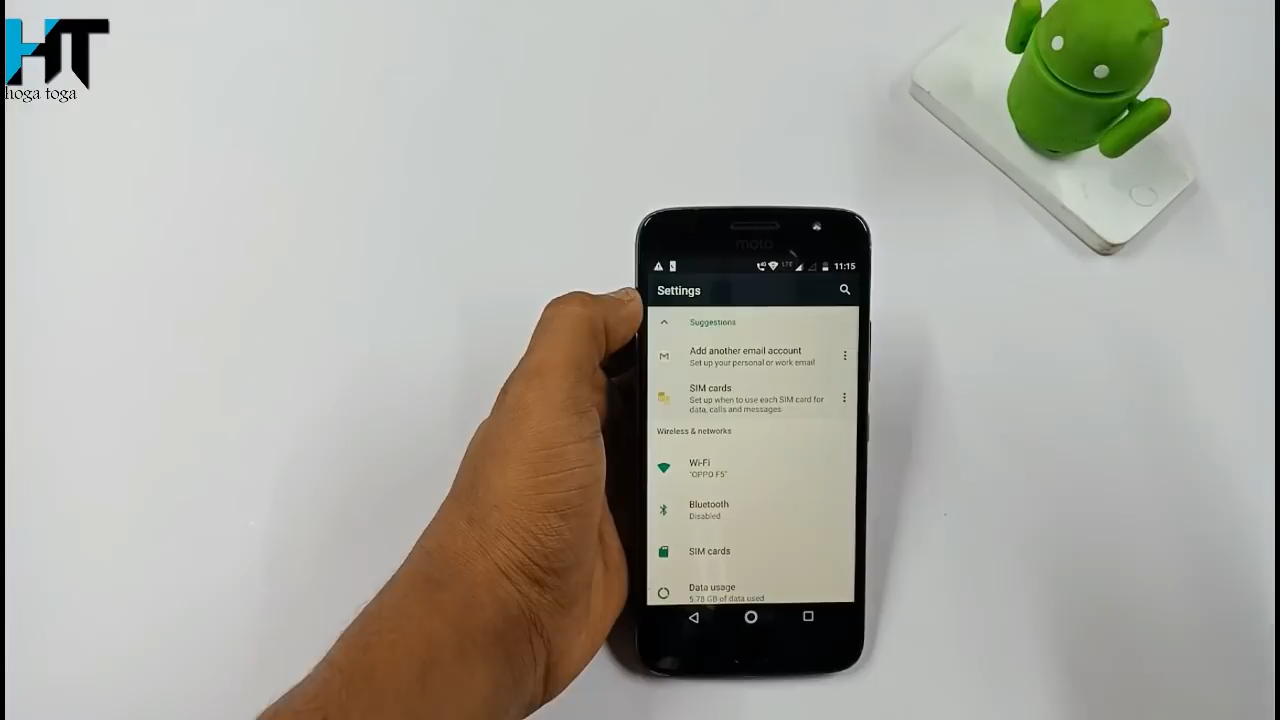 HT
hoga toga
moto
LTE
11:15
Settings
Suggestions
Add another email account
Set up your personal or work email
SIM cards
Set up when to use each SIM card for
data, calls and messages
Wireless & networks
Wi-Fi
"OPPO F5"
Bluetooth
Disabled
SIM cards
Data usage
5.78 GB of data used